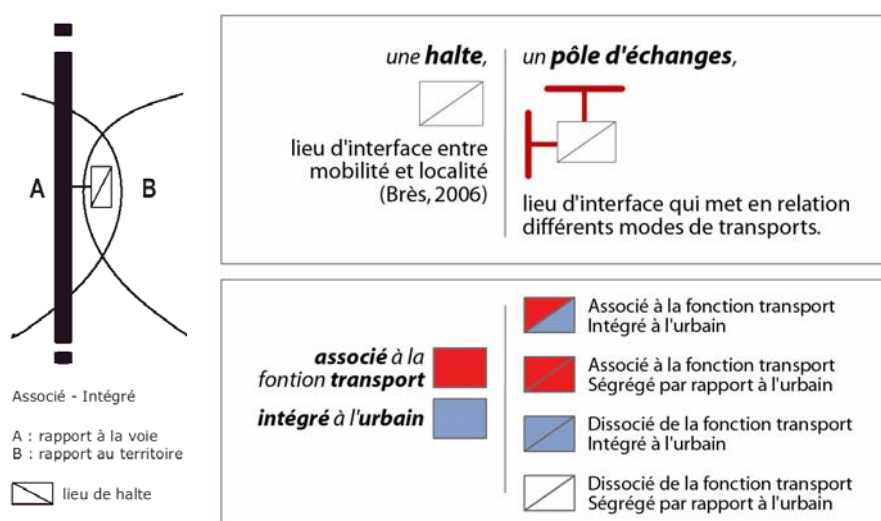 A
B
Associé - Intégré
A : rapport à la voie
B : rapport au territoire
lieu de halte
une halte,
lieu d'interface entre
mobilité et localité
(Brès, 2006)
un pôle d'échanges,
lieu d'interface qui met en relation
différents modes de transports.
associé à la
fontion transport
intégré à l'urbain
Associé à la fonction transport
Intégré à l'urbain
Associé à la fonction transport
Ségrégé par rapport à l'urbain
Dissocié de la fonction transport
Intégré à l'urbain
Dissocié de la fonction transport
Ségrégé par rapport à l'urbain